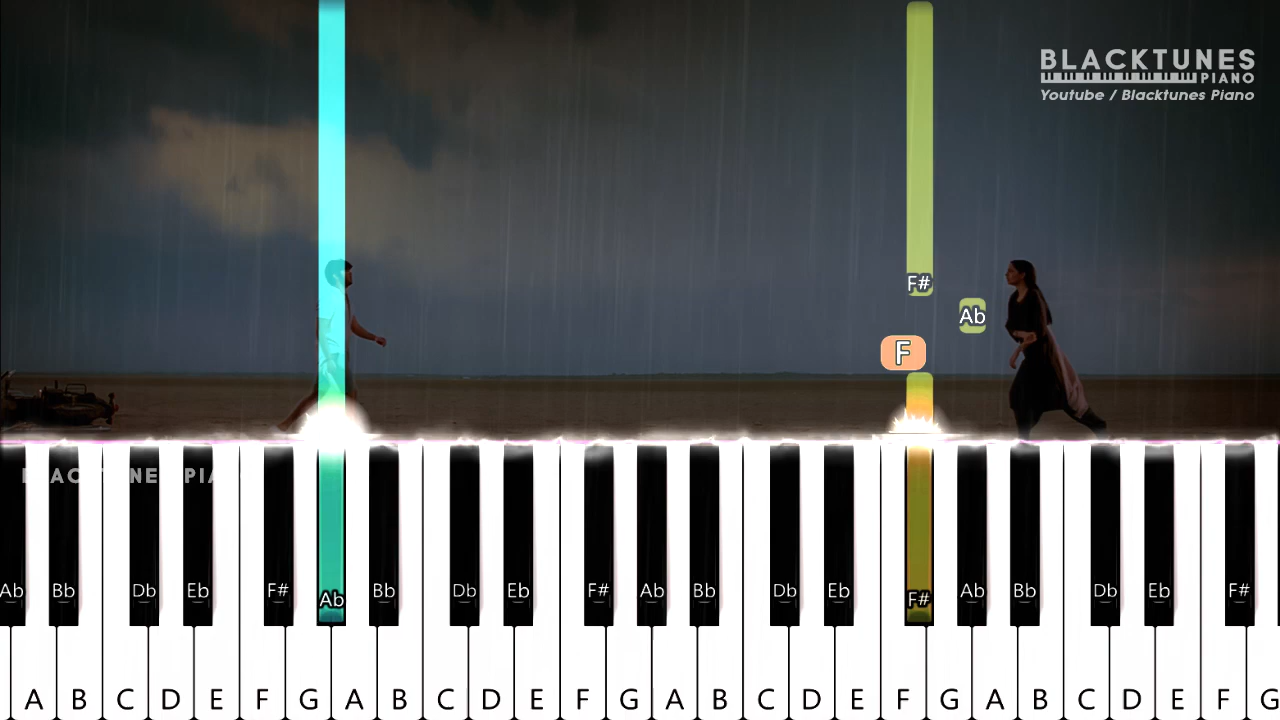 BLACKTUNES
PIANO
Youtube / Blacktunes Piano
F#
Ab
F
Ab Bb Db Eb F# Ab Bb Db Eb F# Ab Bb Db Eb F# Ab Bb Db Eb F#
A B C D E F G A B C D E F G A B C D E F G A B C D E F G